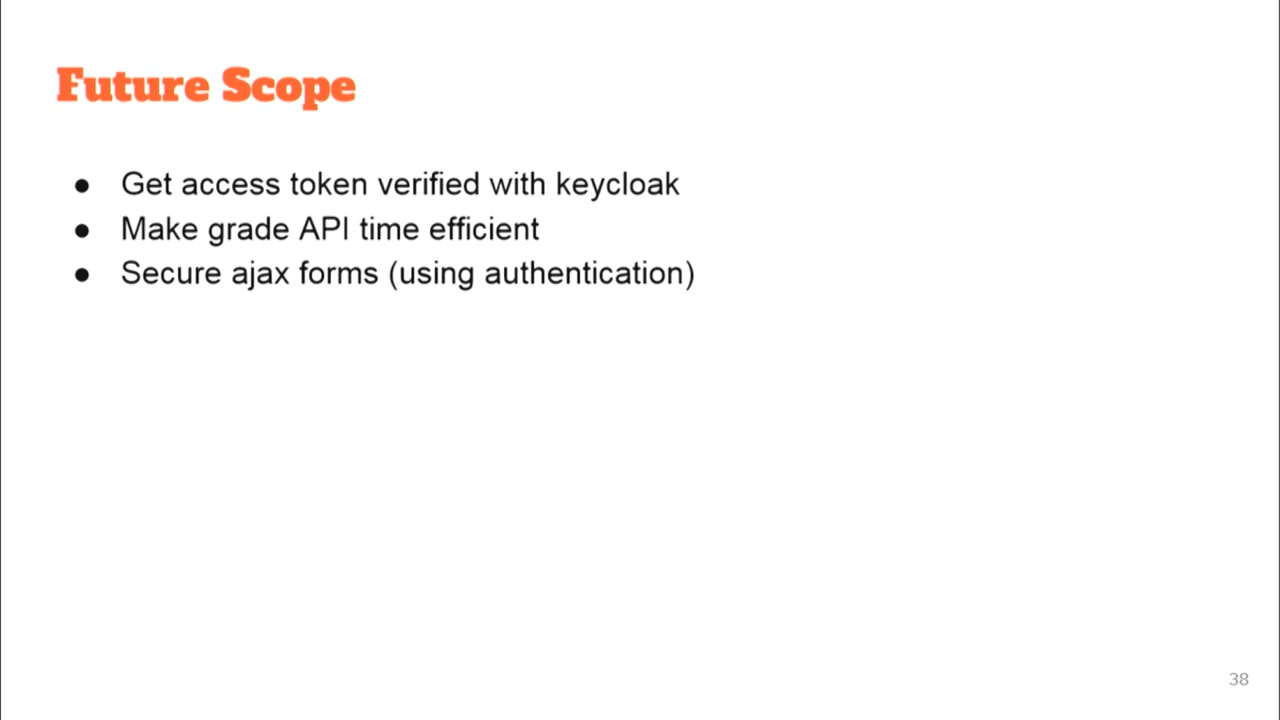 Future Scope
● Get access token verified with keycloak
● Make grade API time efficient
● Secure ajax forms (using authentication)
38